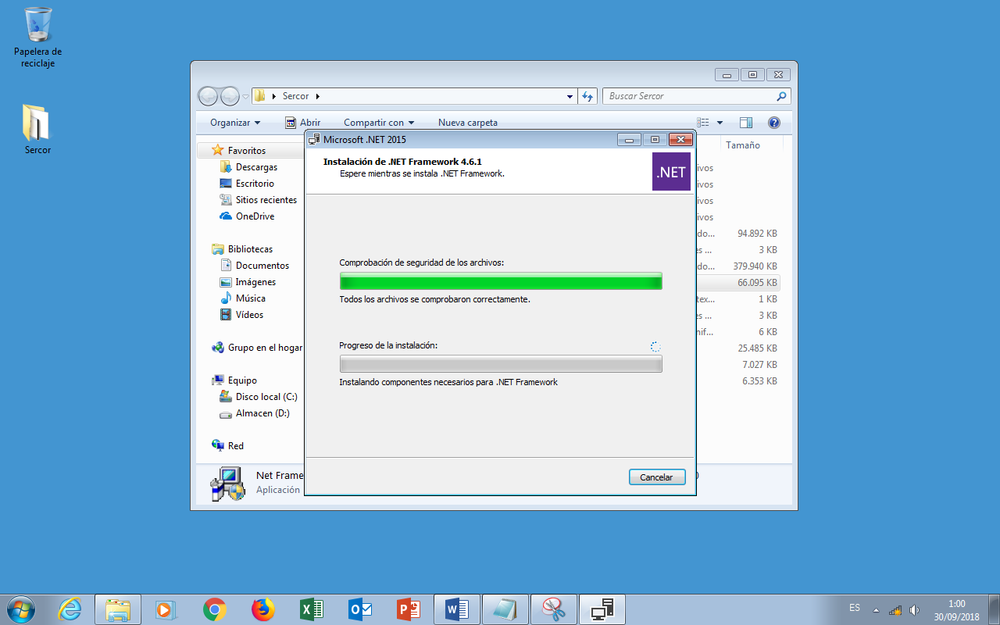 Papelera de
reciclaje
Sercor
Sercor
Buscar Sercor
Organizar
Abrir
Compartir con
Nueva carpeta
Favoritos
Descargas
Escritorio
Sitios recientes
OneDrive
Bibliotecas
Documentos
Imágenes
Música
Vídeos
Grupo en el hogar
Equipo
Disco local (C:)
Almacen (D:)
Red
Microsoft .NET 2015
Instalación de .NET Framework 4.6.1
Espere mientras se instala .NET Framework.
.NET
Comprobación de seguridad de los archivos:
Todos los archivos se comprobaron correctamente.
Progreso de la instalación:
Instalando componentes necesarios para .NET Framework
Cancelar
Tamaño
ivos
ivos
ivos
ivos
do... 94.892 KB
es ... 3 KB
do... 379.940 KB
66.095 KB
tex... 1 KB
es ... 3 KB
nif... 6 KB
25.485 KB
7.027 KB
6.353 KB
Net Frame
Aplicación
ES
1:00
30/09/2018